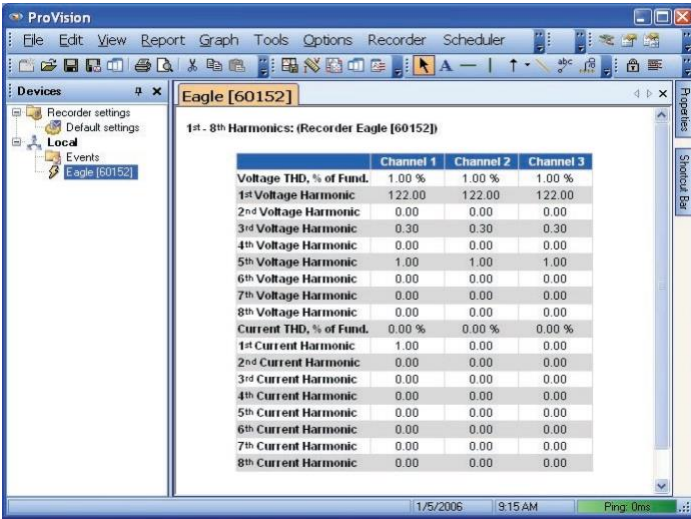 ProVision
File Edit View Report Graph Tools Options Recorder Scheduler
A abc
Devices
Eagle [60152]
Properties
Shortcut Bar
Recorder settings
Default settings
Local
Events
Eagle [60152]
1st - 8th Harmonics: (Recorder Eagle [60152])
Channel 1 Channel 2 Channel 3
Voltage THD, % of Fund. 1.00 % 1.00 % 1.00 %
1st Voltage Harmonic 122.00 122.00 122.00
2nd Voltage Harmonic 0.00 0.00 0.00
3rd Voltage Harmonic 0.30 0.30 0.30
4th Voltage Harmonic 0.00 0.00 0.00
5th Voltage Harmonic 1.00 1.00 1.00
6th Voltage Harmonic 0.00 0.00 0.00
7th Voltage Harmonic 0.00 0.00 0.00
8th Voltage Harmonic 0.00 0.00 0.00
Current THD, % of Fund. 0.00 % 0.00 % 0.00 %
1st Current Harmonic 1.00 0.00 0.00
2nd Current Harmonic 0.00 0.00 0.00
3rd Current Harmonic 0.00 0.00 0.00
4th Current Harmonic 0.00 0.00 0.00
5th Current Harmonic 0.00 0.00 0.00
6th Current Harmonic 0.00 0.00 0.00
7th Current Harmonic 0.00 0.00 0.00
8th Current Harmonic 0.00 0.00 0.00
1/5/2006 9:15 AM Ping: 0ms